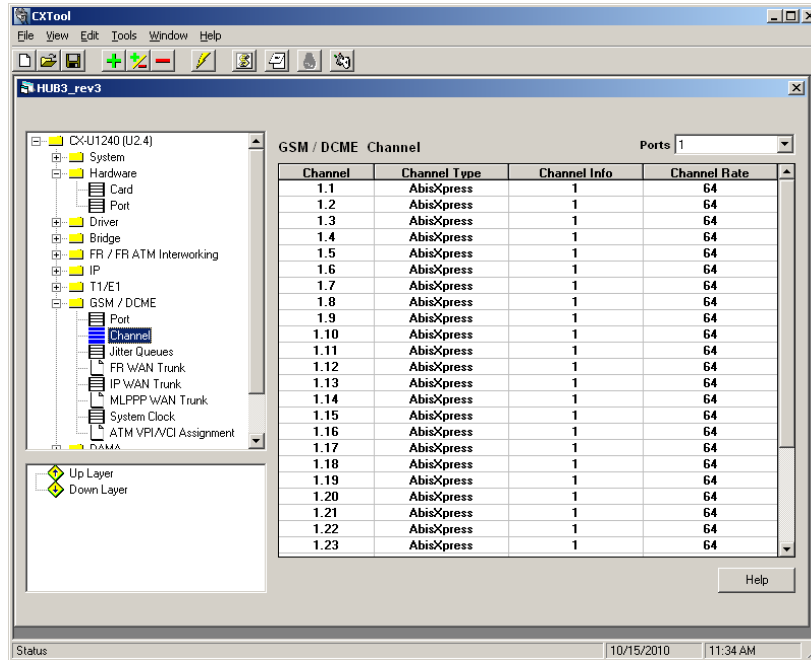 CXTool
File View Edit Tools Window Help
HUB3_rev3
CX-U1240 (U2.4)
System
Hardware
Card
Port
Driver
Bridge
FR / FR ATM Interworking
IP
T1/E1
GSM / DCME
Port
Channel
Jitter Queues
FR WAN Trunk
IP WAN Trunk
MLPPP WAN Trunk
System Clock
ATM VPI/VCI Assignment
DAMA
Up Layer
Down Layer
GSM / DCME Channel
Ports 1
Channel Channel Type Channel Info Channel Rate
1.1 AbisXpress 1 64
1.2 AbisXpress 1 64
1.3 AbisXpress 1 64
1.4 AbisXpress 1 64
1.5 AbisXpress 1 64
1.6 AbisXpress 1 64
1.7 AbisXpress 1 64
1.8 AbisXpress 1 64
1.9 AbisXpress 1 64
1.10 AbisXpress 1 64
1.11 AbisXpress 1 64
1.12 AbisXpress 1 64
1.13 AbisXpress 1 64
1.14 AbisXpress 1 64
1.15 AbisXpress 1 64
1.16 AbisXpress 1 64
1.17 AbisXpress 1 64
1.18 AbisXpress 1 64
1.19 AbisXpress 1 64
1.20 AbisXpress 1 64
1.21 AbisXpress 1 64
1.22 AbisXpress 1 64
1.23 AbisXpress 1 64
Help
Status 10/15/2010 11:34 AM